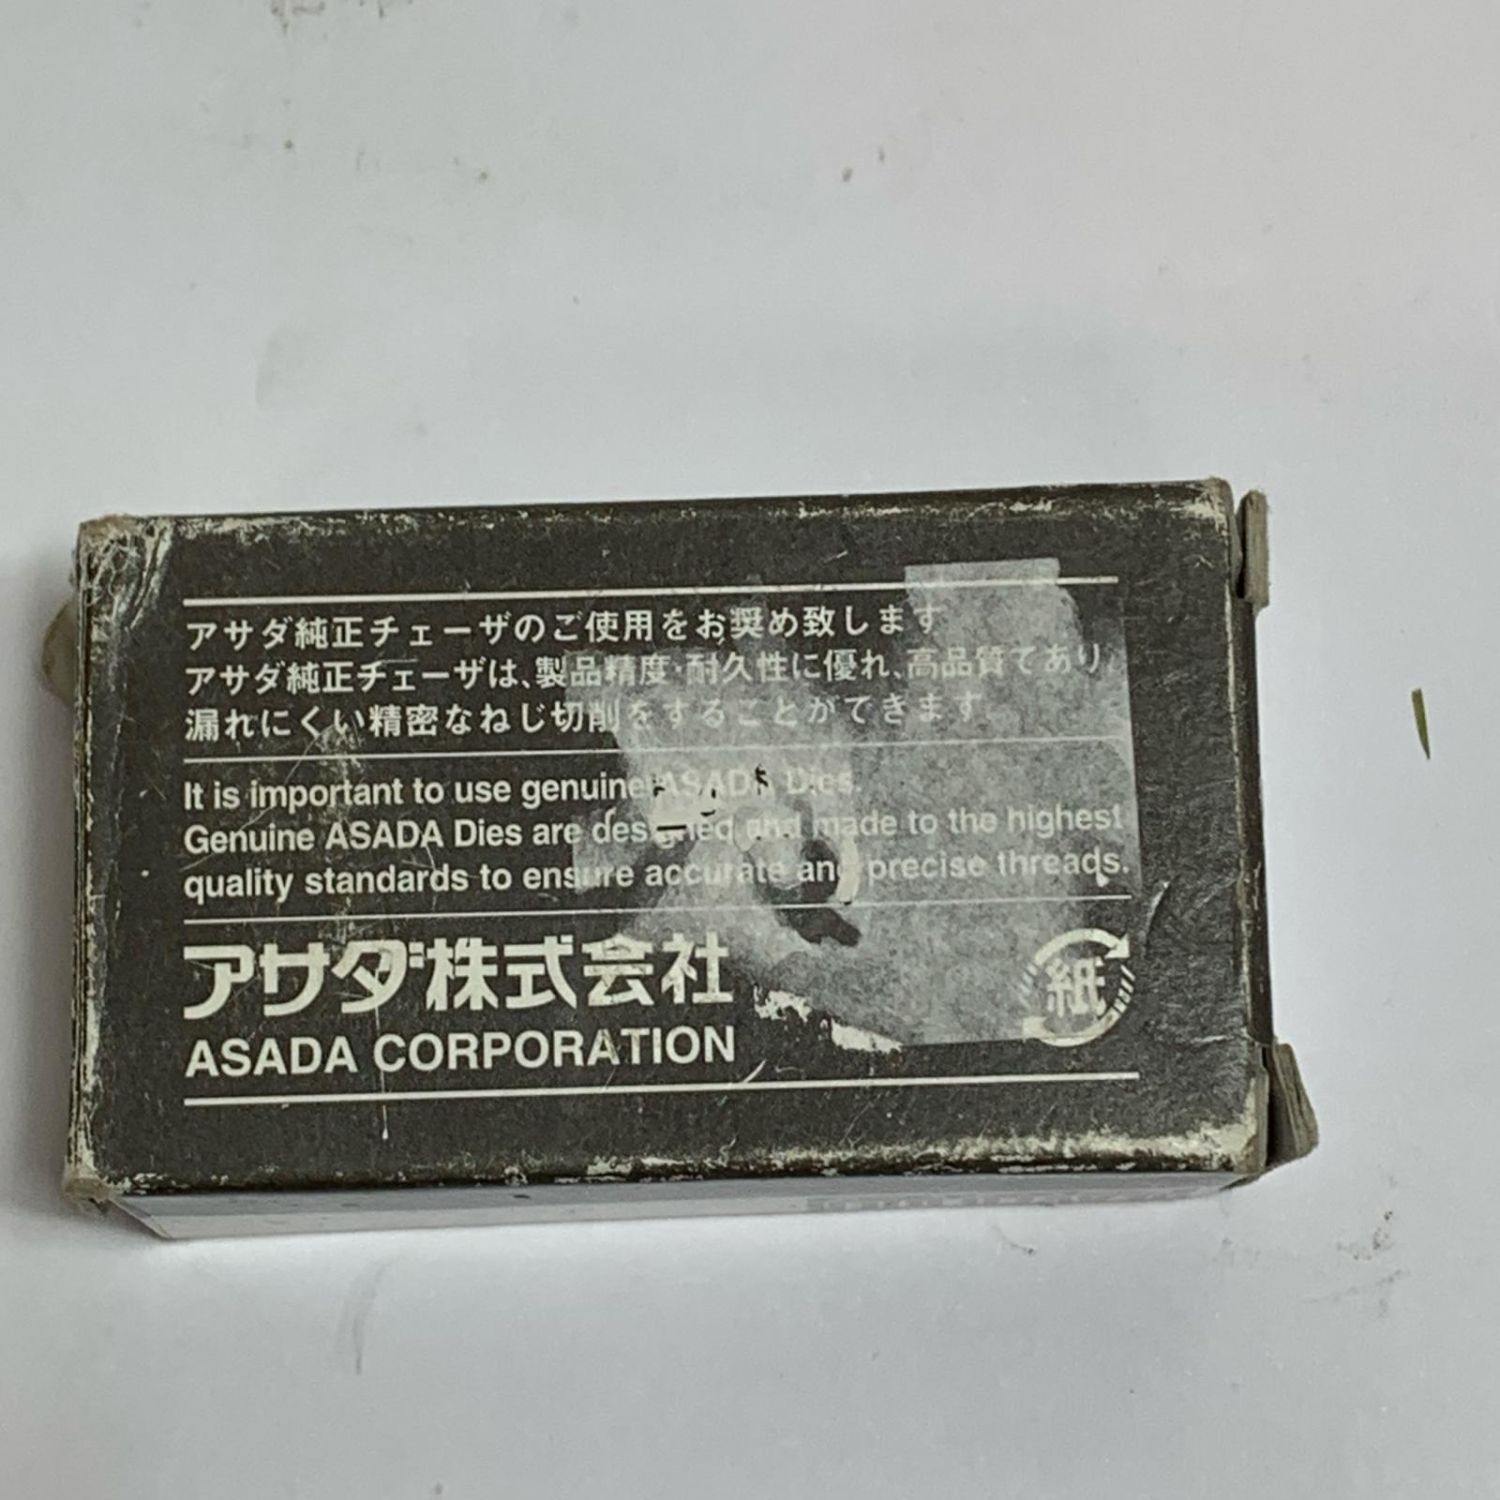 アサダ純正チェーザのご使用をお奨め致します
アサダ純正チェーザは、製品精度・耐久性に優れ、高品質であり、
漏れにくい精密なねじ切削をすることができます
It is important to use genuine ASADA Dies.
Genuine ASADA Dies are designed and made to the highest
quality standards to ensure accurate and precise threads.
アサダ株式会社
紙
ASADA CORPORATION